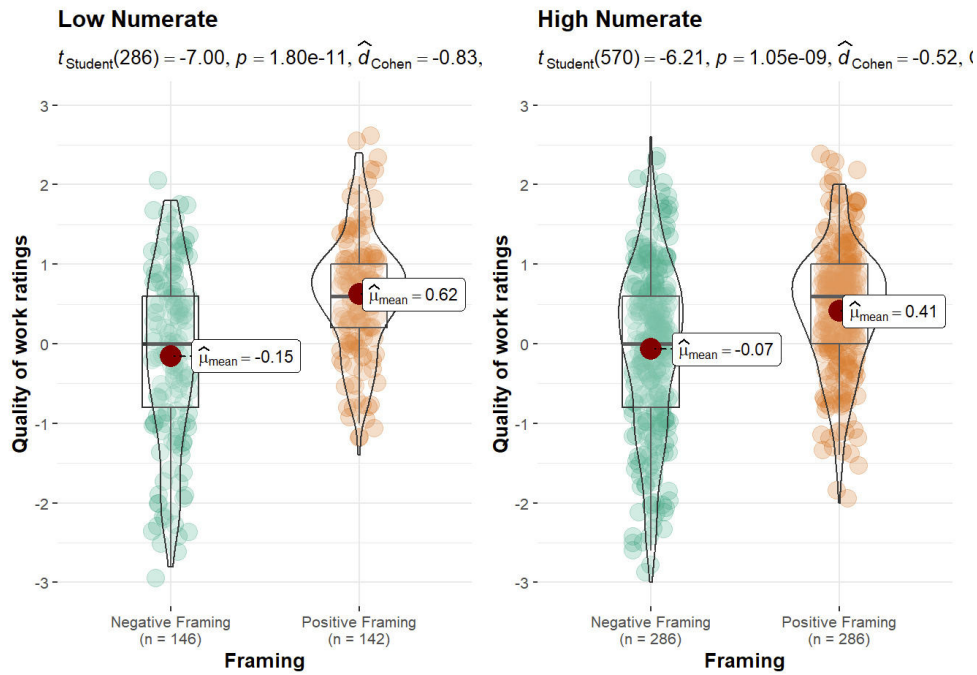 Low Numerate
t Student(286) = -7.00, p = 1.80e-11, d̂ Cohen = -0.83,
Quality of work ratings
3
2
1
0
-1
-2
-3
μ̂ mean = -0.15
μ̂ mean = 0.62
Negative Framing
(n = 146)
Positive Framing
(n = 142)
Framing
High Numerate
t Student(570) = -6.21, p = 1.05e-09, d̂ Cohen = -0.52,
Quality of work ratings
3
2
1
0
-1
-2
-3
μ̂ mean = -0.07
μ̂ mean = 0.41
Negative Framing
(n = 286)
Positive Framing
(n = 286)
Framing